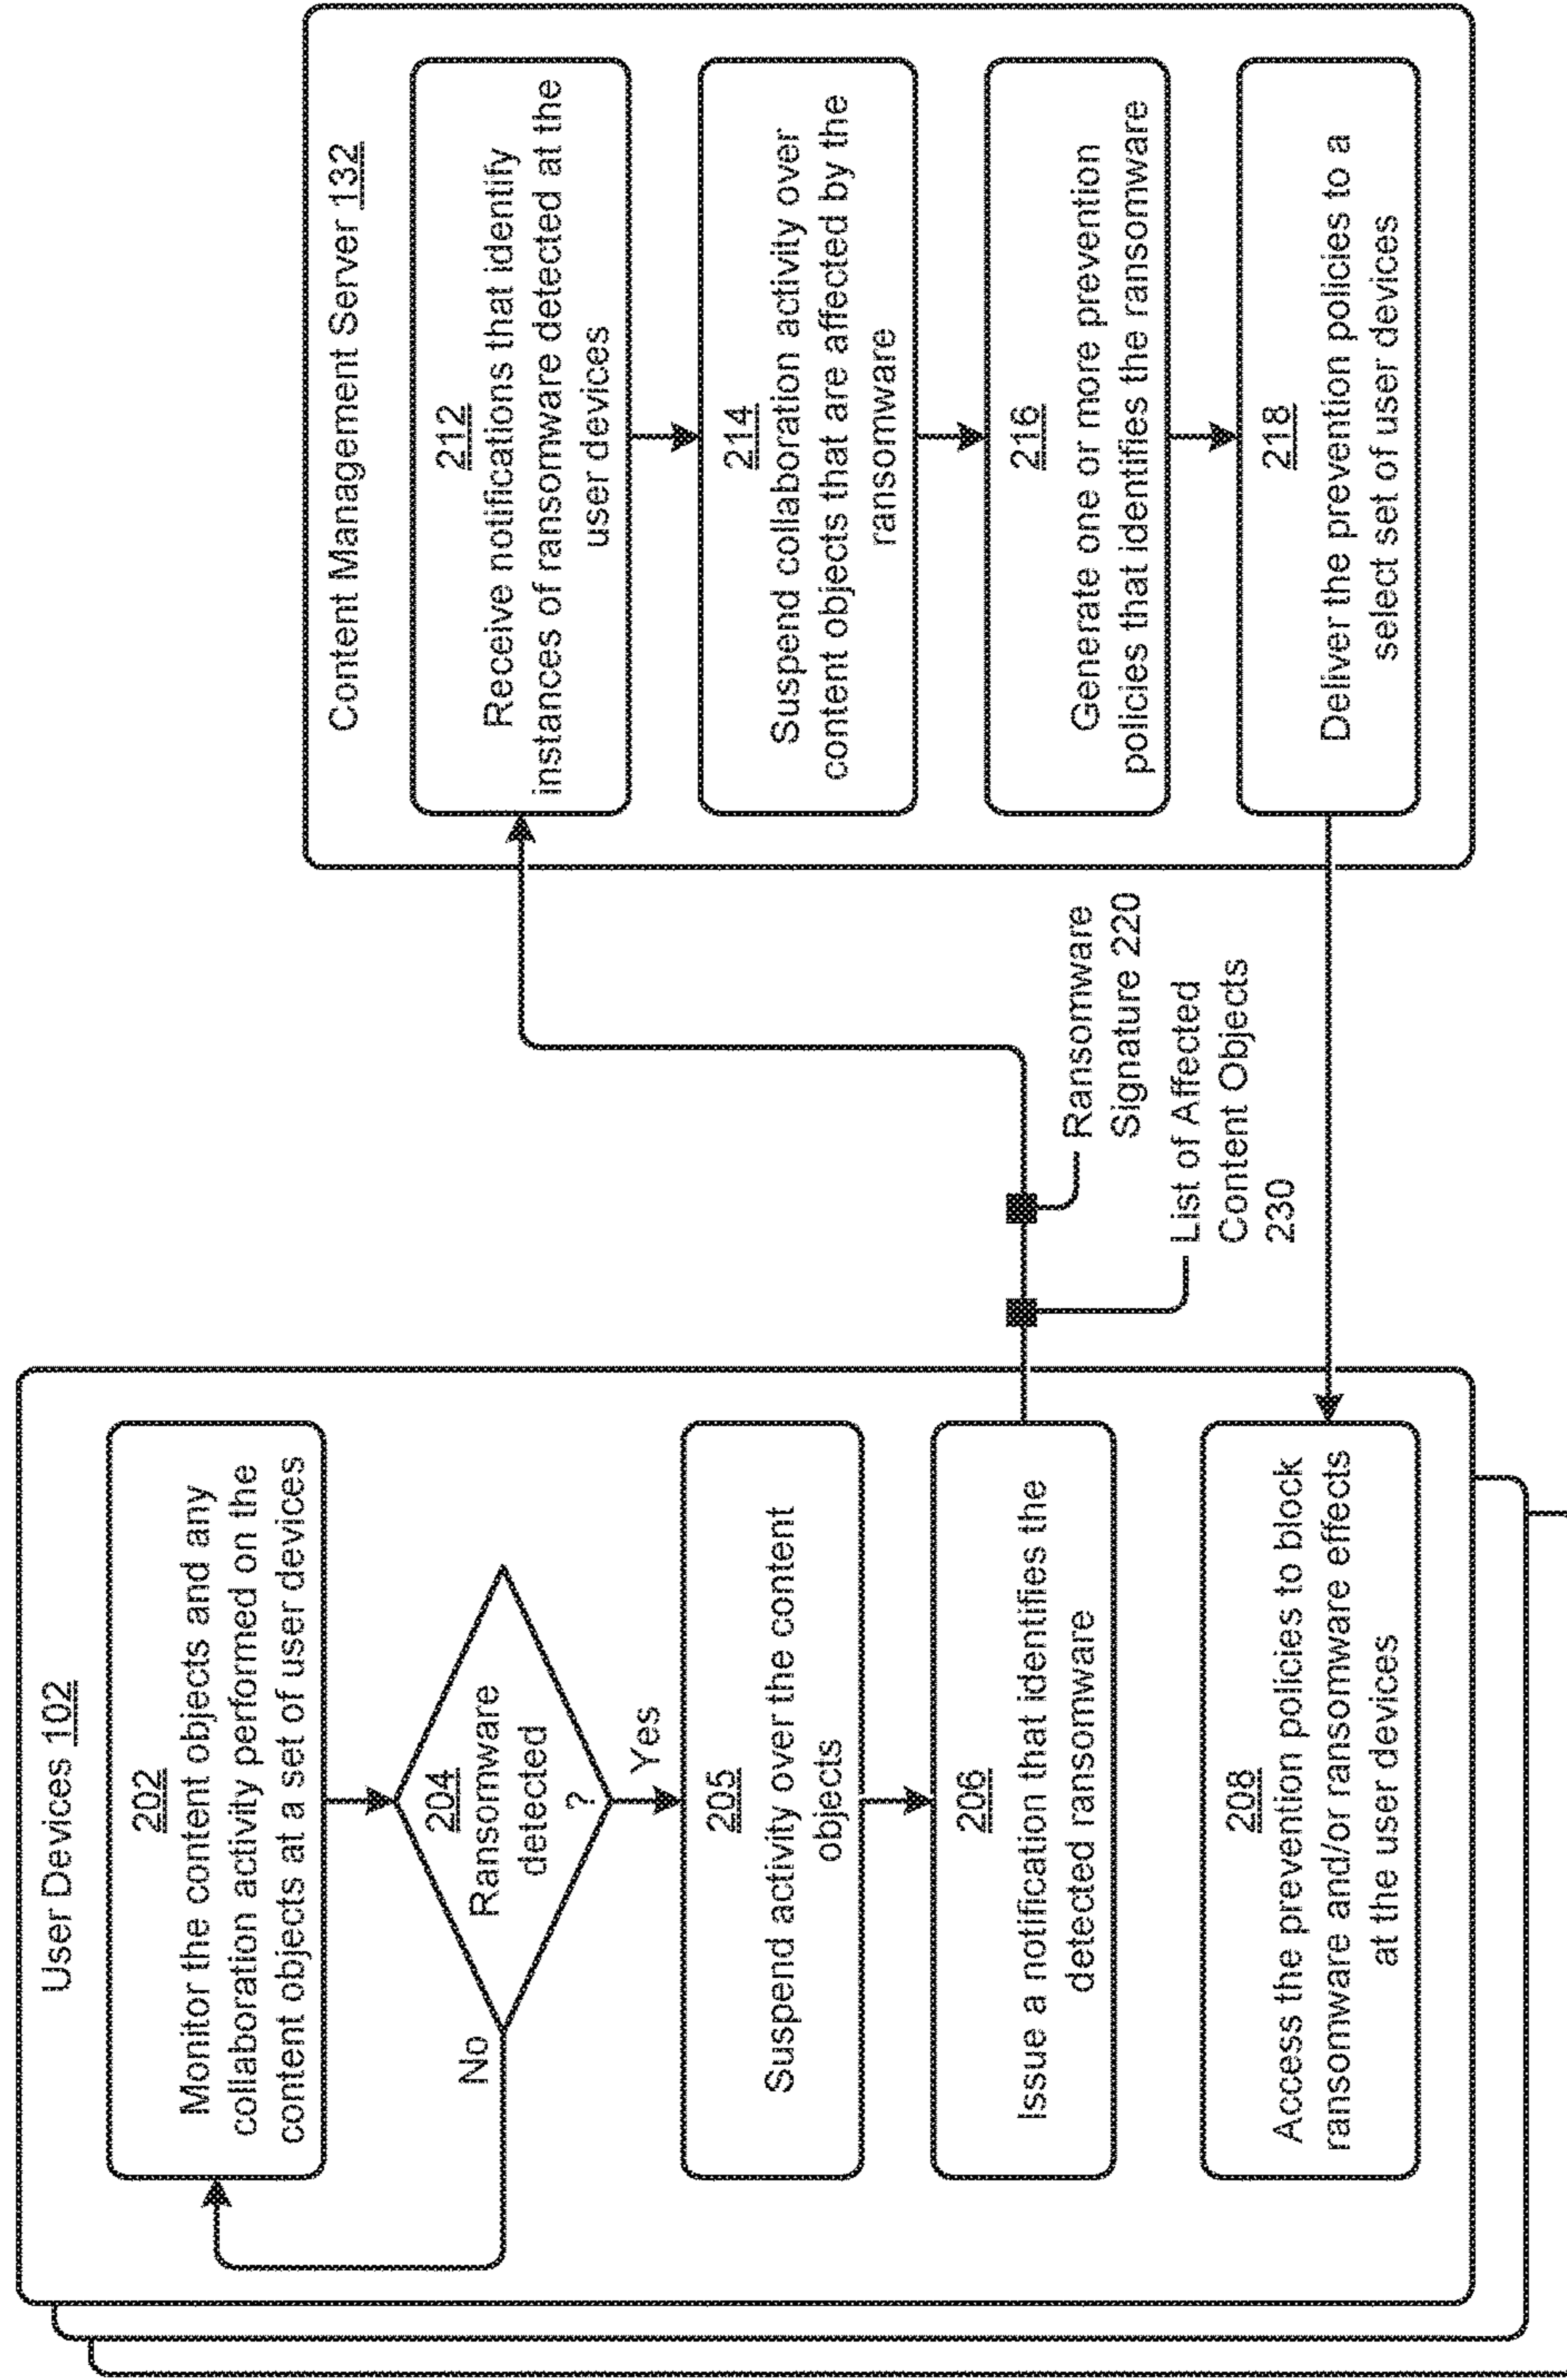 User Devices 102
202
Monitor the content objects and any
collaboration activity performed on the
content objects at a set of user devices
204
Ransomware
detected
?
No
Yes
205
Suspend activity over the content
objects
206
Issue a notification that identifies the
detected ransomware
208
Access the prevention policies to block
ransomware and/or ransomware effects
at the user devices
Ransomware
Signature 220
List of Affected
Content Objects
230
Content Management Server 132
212
Receive notifications that identify
instances of ransomware detected at the
user devices
214
Suspend collaboration activity over
content objects that are affected by the
ransomware
216
Generate one or more prevention
policies that identifies the ransomware
218
Deliver the prevention policies to a
select set of user devices